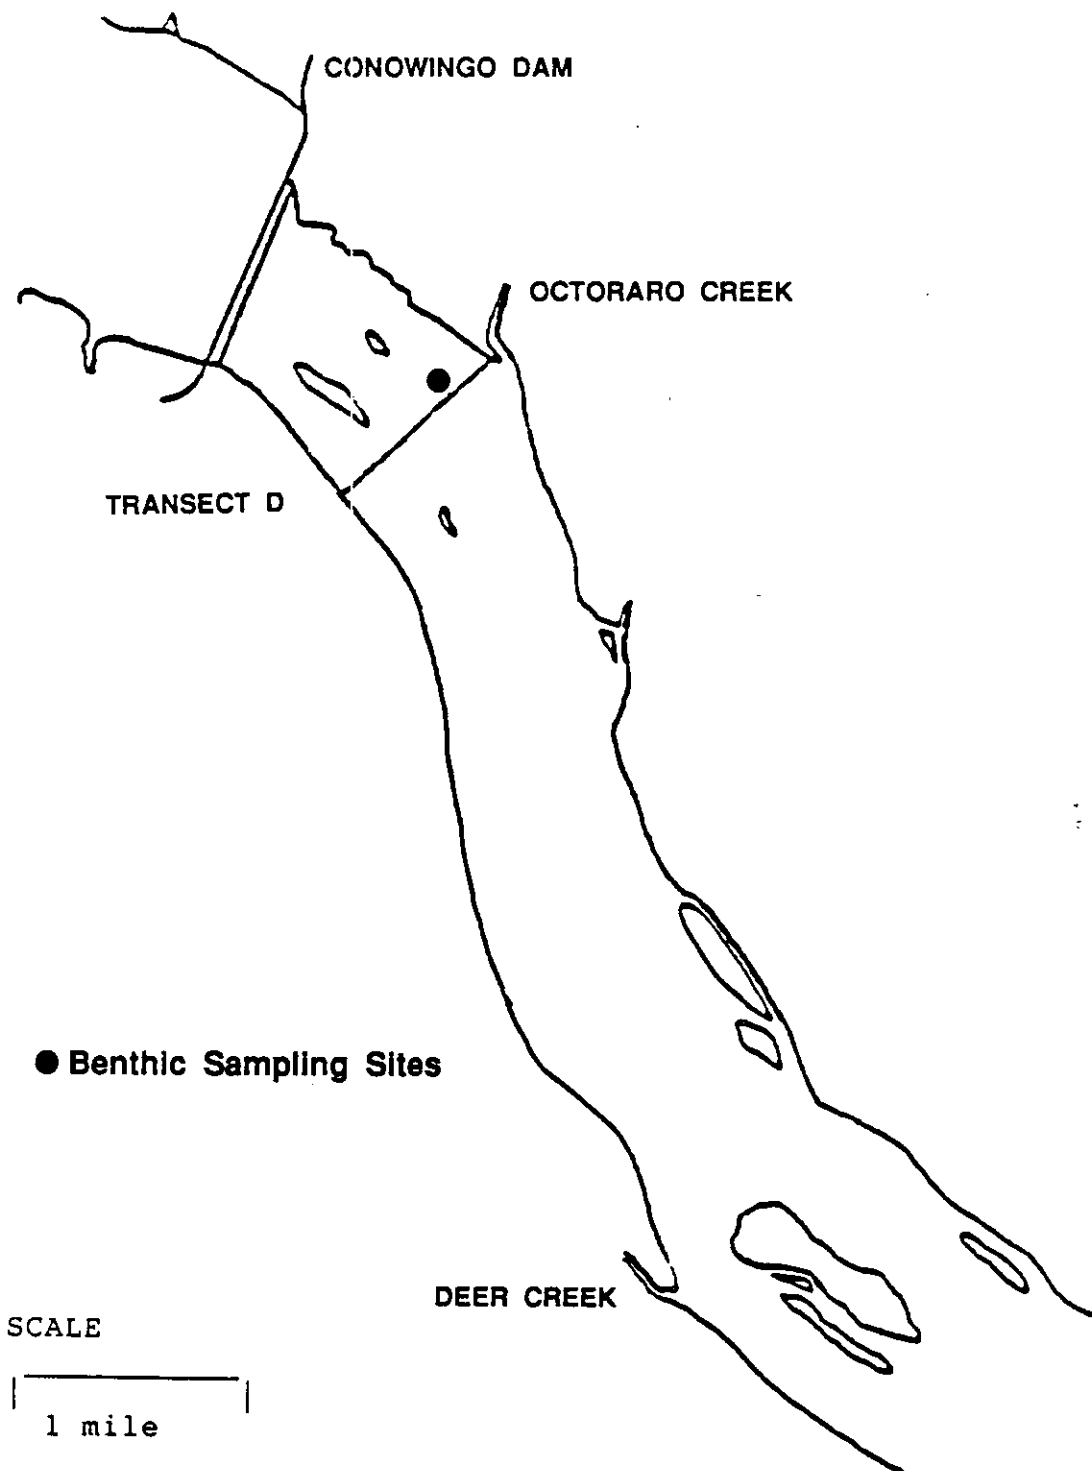 CONOWINGO DAM
OCTORARO CREEK
TRANSECT D
● Benthic Sampling Sites
DEER CREEK
SCALE
1 mile